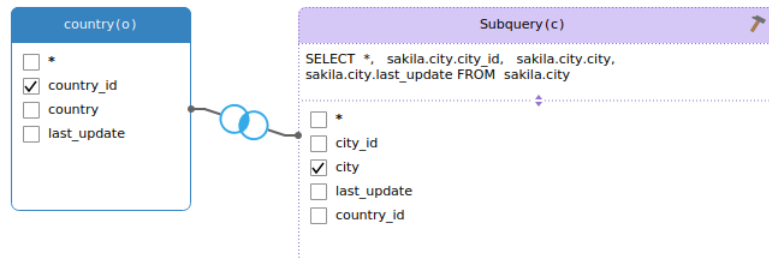 country(o)
*
country_id
country
last_update
Subquery(c)
SELECT *, sakila.city.city_id, sakila.city.city,
sakila.city.last_update FROM sakila.city
*
city_id
city
last_update
country_id